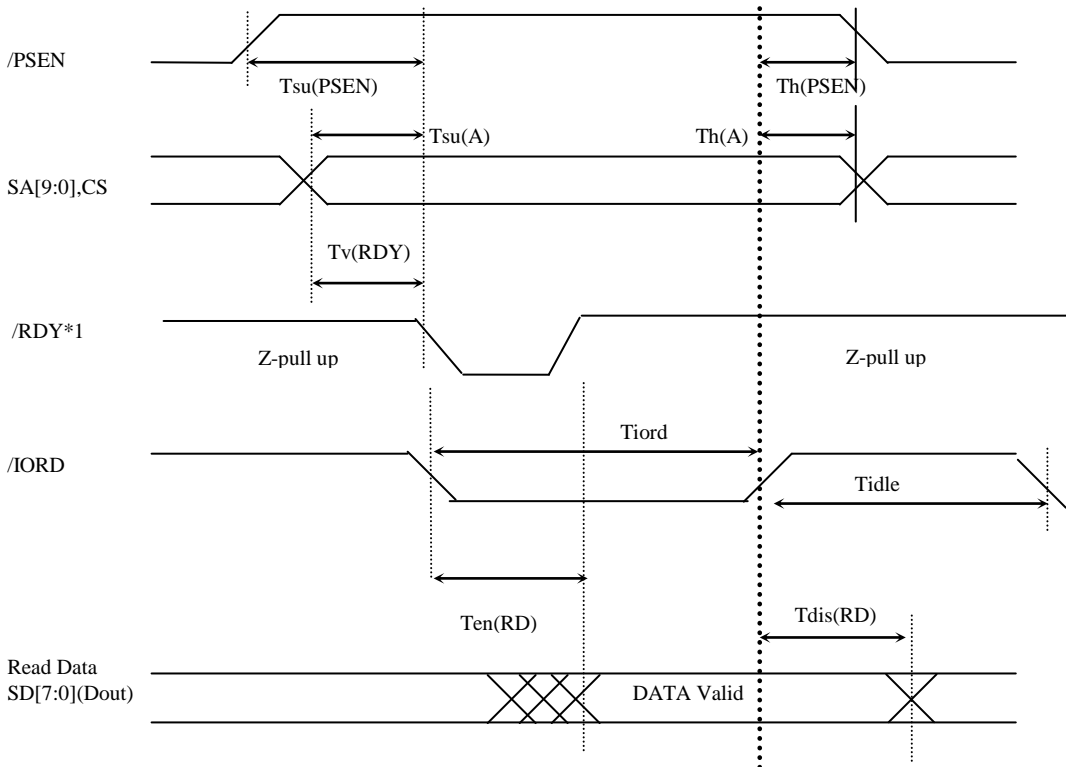 /PSEN
Tsu(PSEN)
Th(PSEN)
Tsu(A)
Th(A)
SA[9:0],CS
Tv(RDY)
/RDY*1
Z-pull up
Z-pull up
Tiord
/IORD
Tidle
Ten(RD)
Tdis(RD)
Read Data
SD[7:0](Dout)
DATA Valid